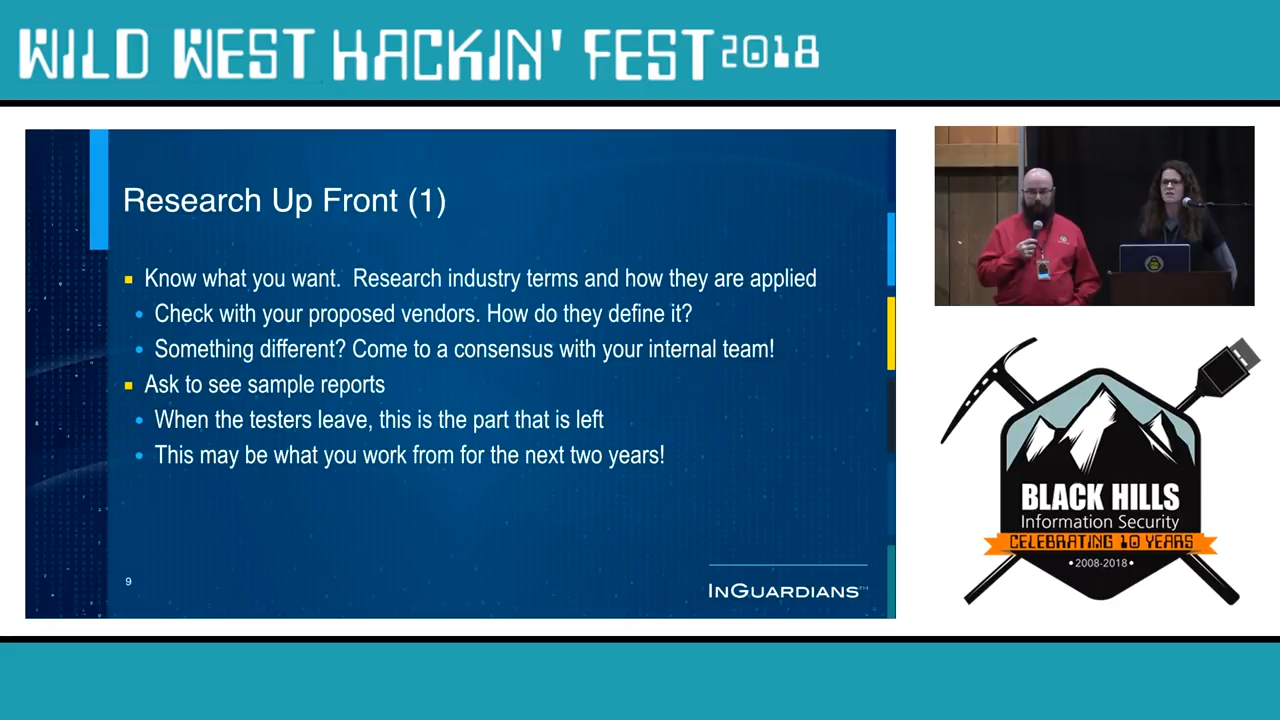 WILD WEST HACKIN' FEST 2018
Research Up Front (1)
Know what you want. Research industry terms and how they are applied
Check with your proposed vendors. How do they define it?
Something different? Come to a consensus with your internal team!
Ask to see sample reports
When the testers leave, this is the part that is left
This may be what you work from for the next two years!
9
INGUARDIANS™
BLACK HILLS
Information Security
CELEBRATING 10 YEARS
•2008-2018•